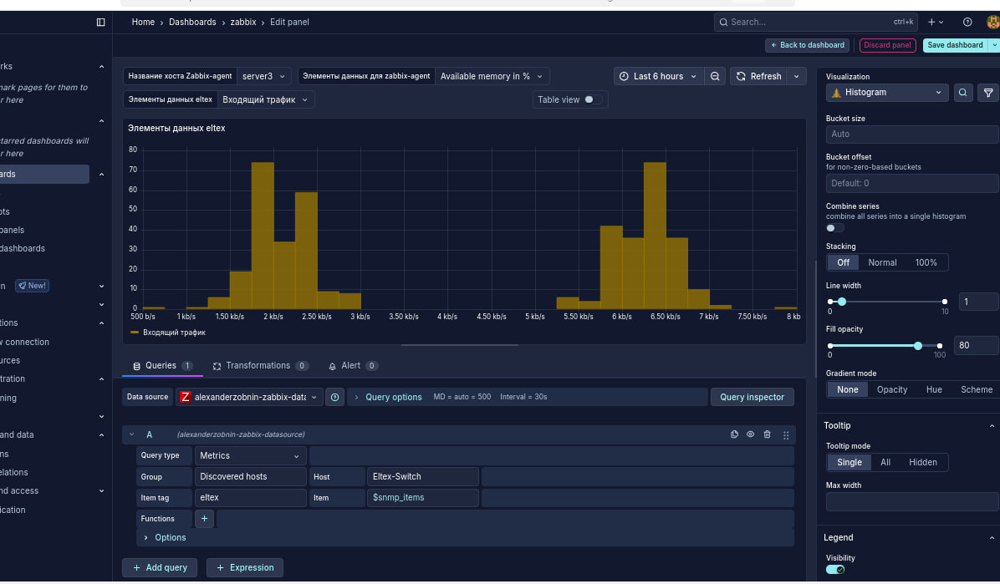 Home › Dashboards › zabbix › Edit panel
Search... ctrl+k
Back to dashboard Discard panel Save dashboard
rks
mark pages for them to
r here
tarred dashboards will
r here
ards
pts
panels
dashboards
n New!
tions
w connection
urces
tration
ning
and data
ns
elations
nd access
ication
Название хоста Zabbix-agent server3 Элементы данных для zabbix-agent Available memory in % Last 6 hours Refresh
Элементы данных eltex Входящий трафик Table view
Элементы данных eltex
80
70
60
50
40
30
20
10
0
500 b/s 1 kb/s 1.50 kb/s 2 kb/s 2.50 kb/s 3 kb/s 3.50 kb/s 4 kb/s 4.50 kb/s 5 kb/s 5.50 kb/s 6 kb/s 6.50 kb/s 7 kb/s 7.50 kb/s 8 kb
Входящий трафик
Queries 1 Transformations 0 Alert 0
Data source Z alexanderzobnin-zabbix-data Query options MD = auto = 500 Interval = 30s Query inspector
A (alexanderzobnin-zabbix-datasource)
Query type Metrics
Group Discovered hosts Host Eltex-Switch
Item tag eltex Item $snmp_items
Functions +
Options
+ Add query + Expression
Visualization
Histogram
Bucket size
Auto
Bucket offset
for non-zero-based buckets
Default: 0
Combine series
combine all series into a single histogram
Stacking
Off Normal 100%
Line width
0 10 1
Fill opacity
0 100 80
Gradient mode
None Opacity Hue Scheme
Tooltip
Tooltip mode
Single All Hidden
Max width
Legend
Visibility